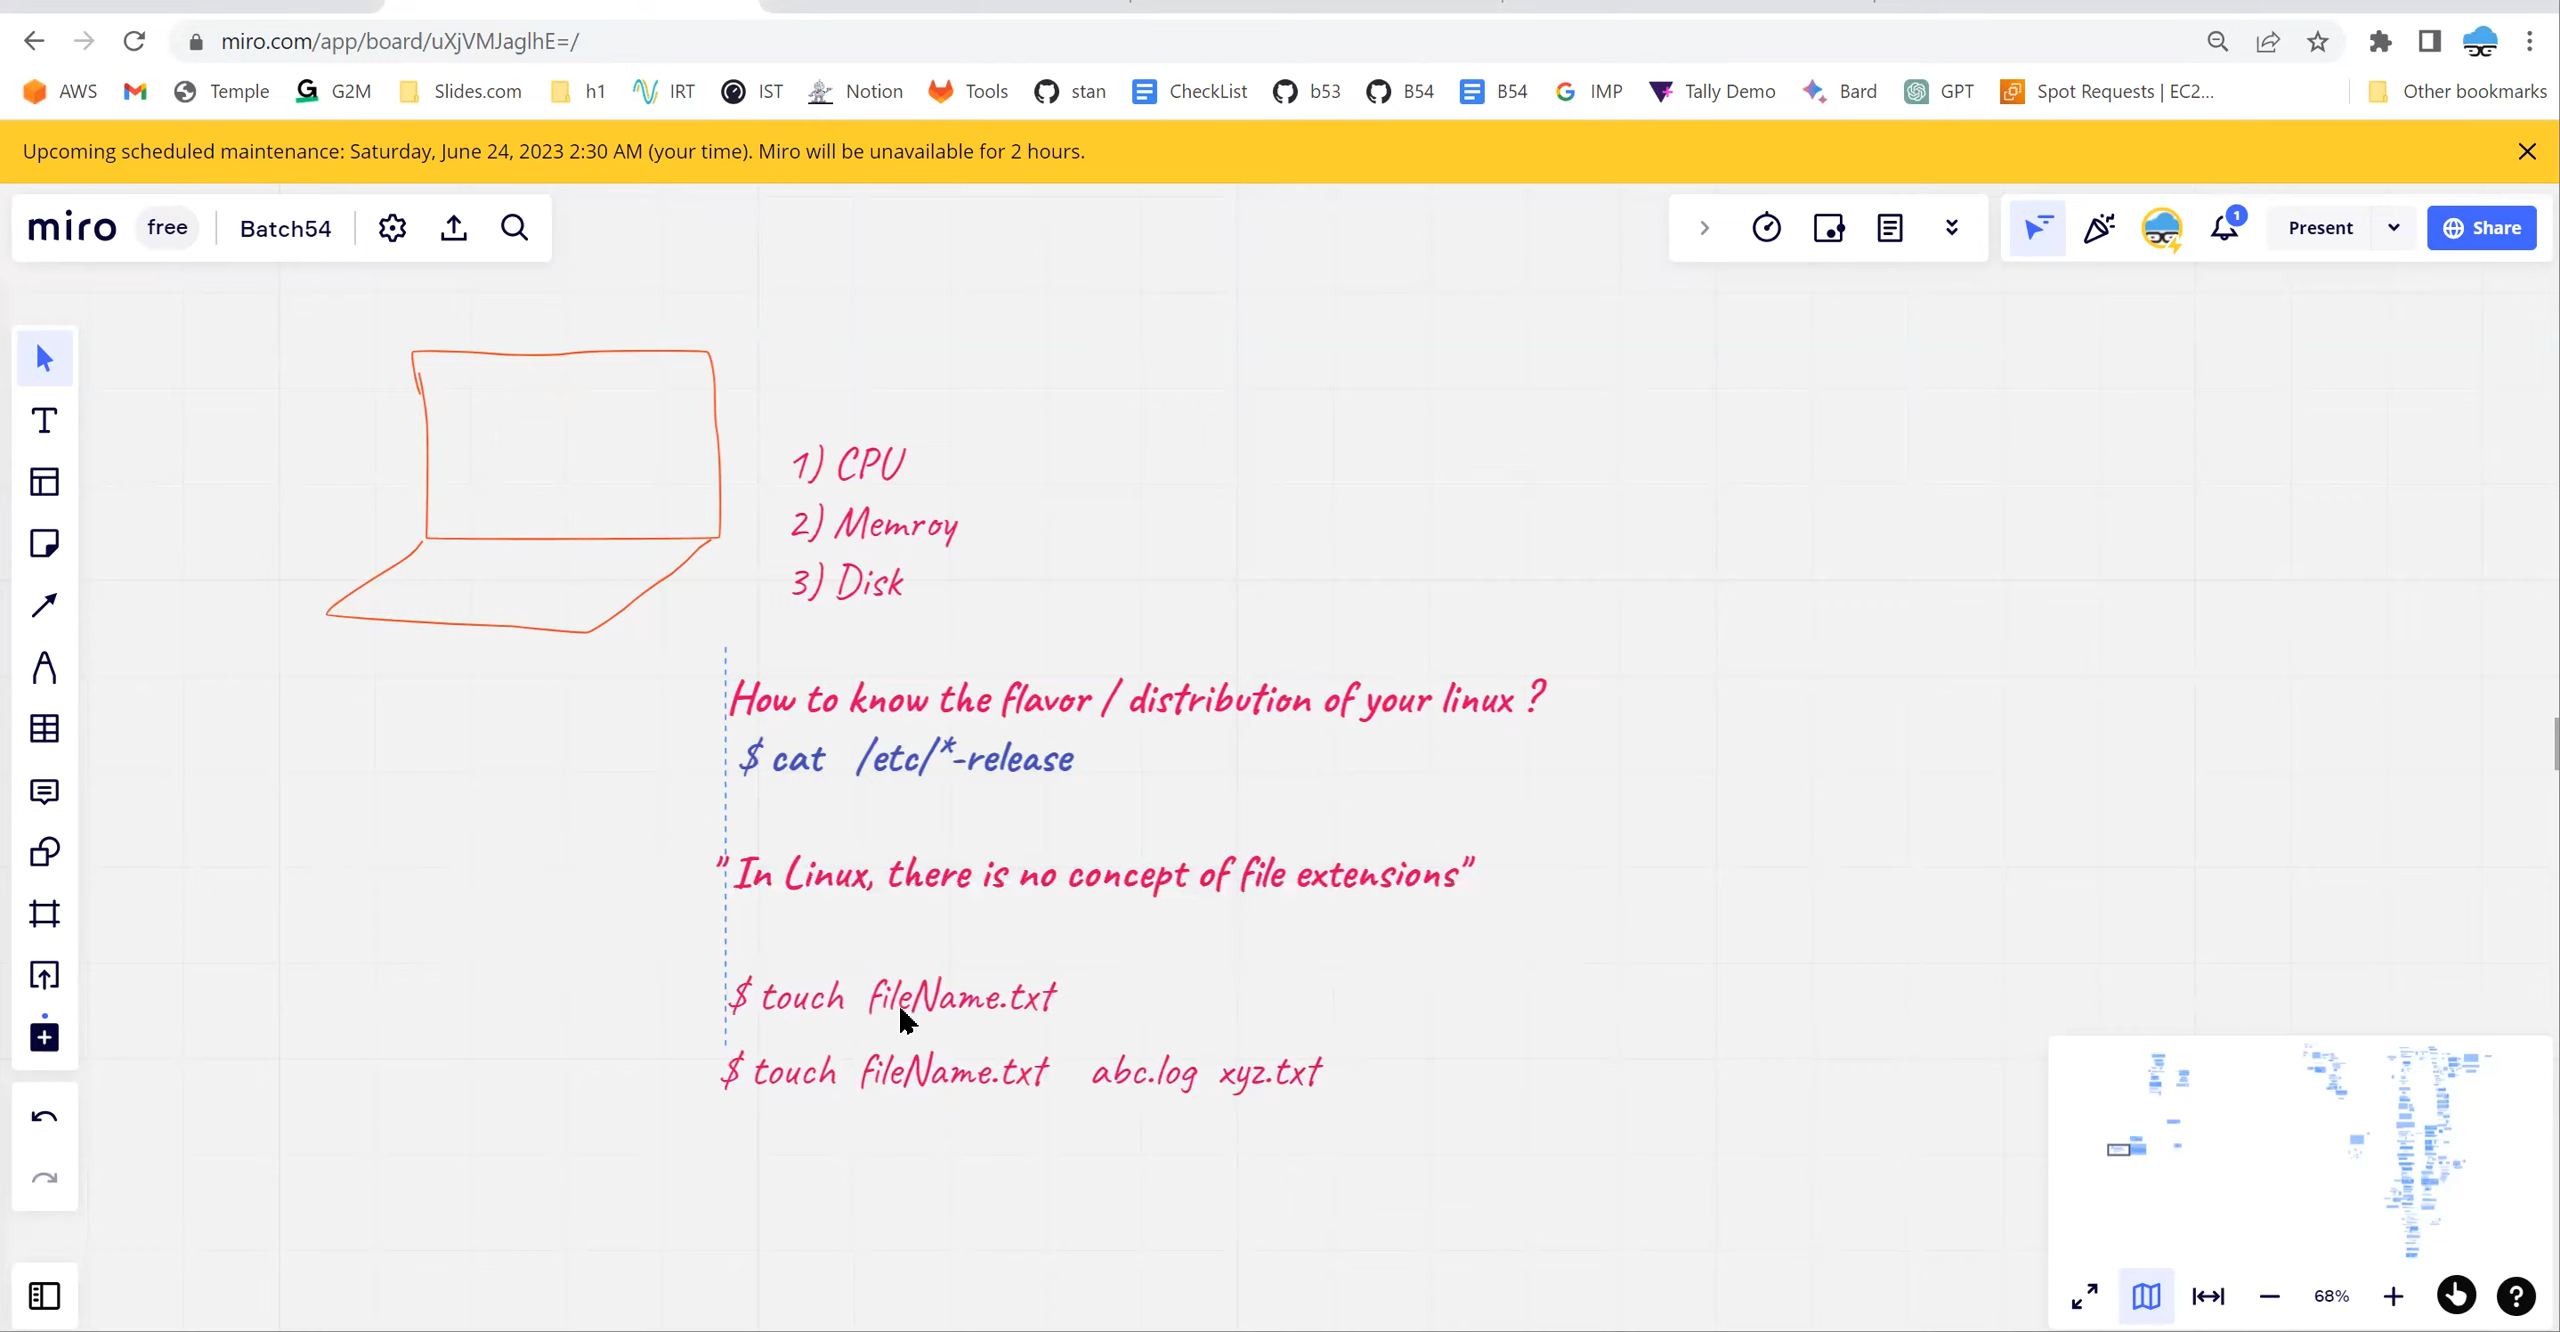 miro.com/app/board/uXjVMJaglhE=/
AWS Temple G2M Slides.com h1 IRT IST Notion Tools stan CheckList b53 B54 B54 IMP Tally Demo Bard GPT Spot Requests | EC2... Other bookmarks
Upcoming scheduled maintenance: Saturday, June 24, 2023 2:30 AM (your time). Miro will be unavailable for 2 hours.
miro free Batch54 1 Present Share
1) CPU
2) Memroy
3) Disk
How to know the flavor / distribution of your linux ?
$ cat /etc/*-release
" In Linux, there is no concept of file extensions"
$ touch fileName.txt
$ touch fileName.txt abc.log xyz.txt
68%